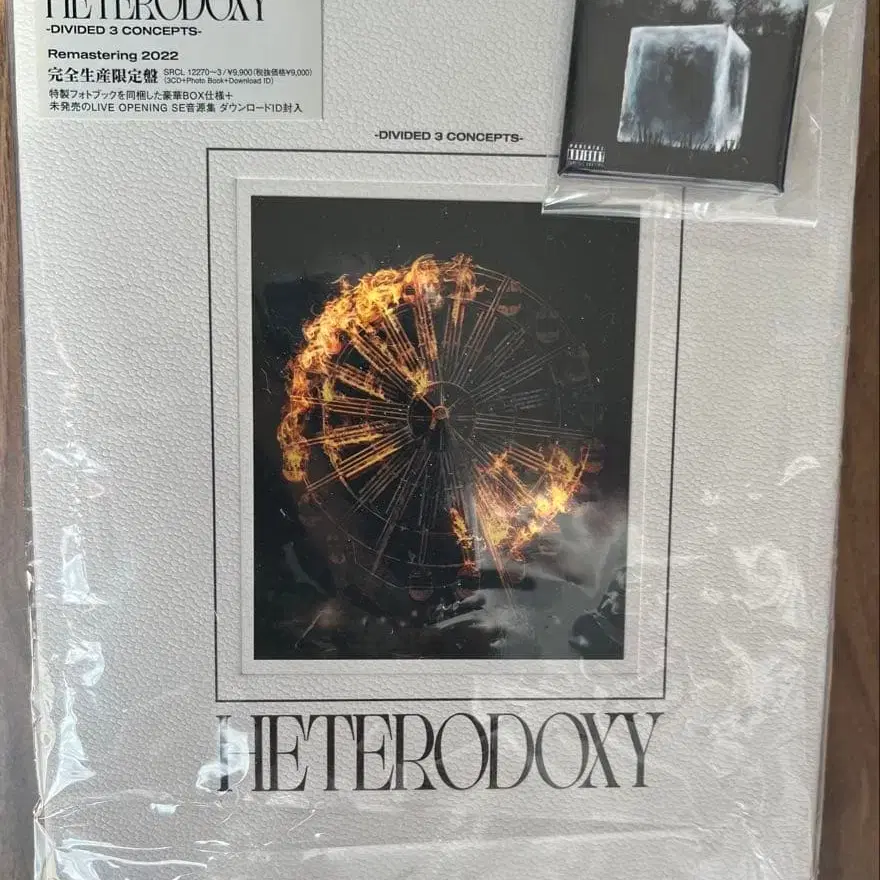 HETERODOXY
-DIVIDED 3 CONCEPTS-
Remastering 2022
完全生産限定盤 SRCL 12270〜3/¥9,900(税抜価格¥9,000)
(3CD+Photo Book+Download ID)
特製フォトブックを同梱した豪華BOX仕様+
未発売のLIVE OPENING SE音源集 ダウンロードID封入
-DIVIDED 3 CONCEPTS-
PARENTAL
ADVISORY
HETERODOXY